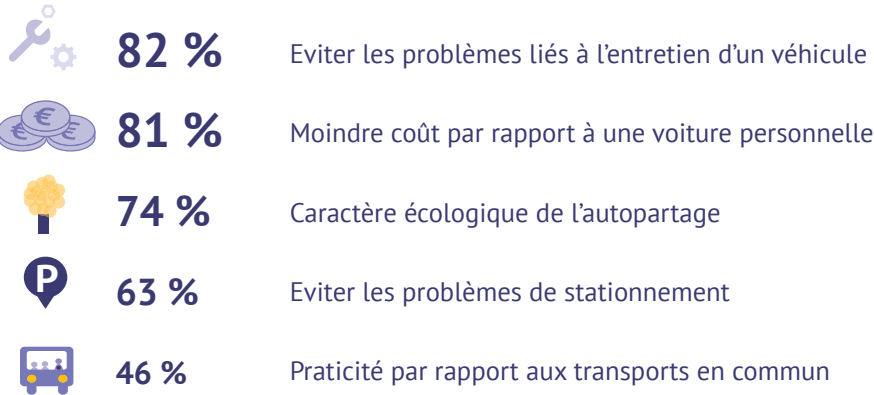 82 % Eviter les problèmes liés à l’entretien d’un véhicule
€ € € 81 % Moindre coût par rapport à une voiture personnelle
74 % Caractère écologique de l’autopartage
P 63 % Eviter les problèmes de stationnement
46 % Praticité par rapport aux transports en commun